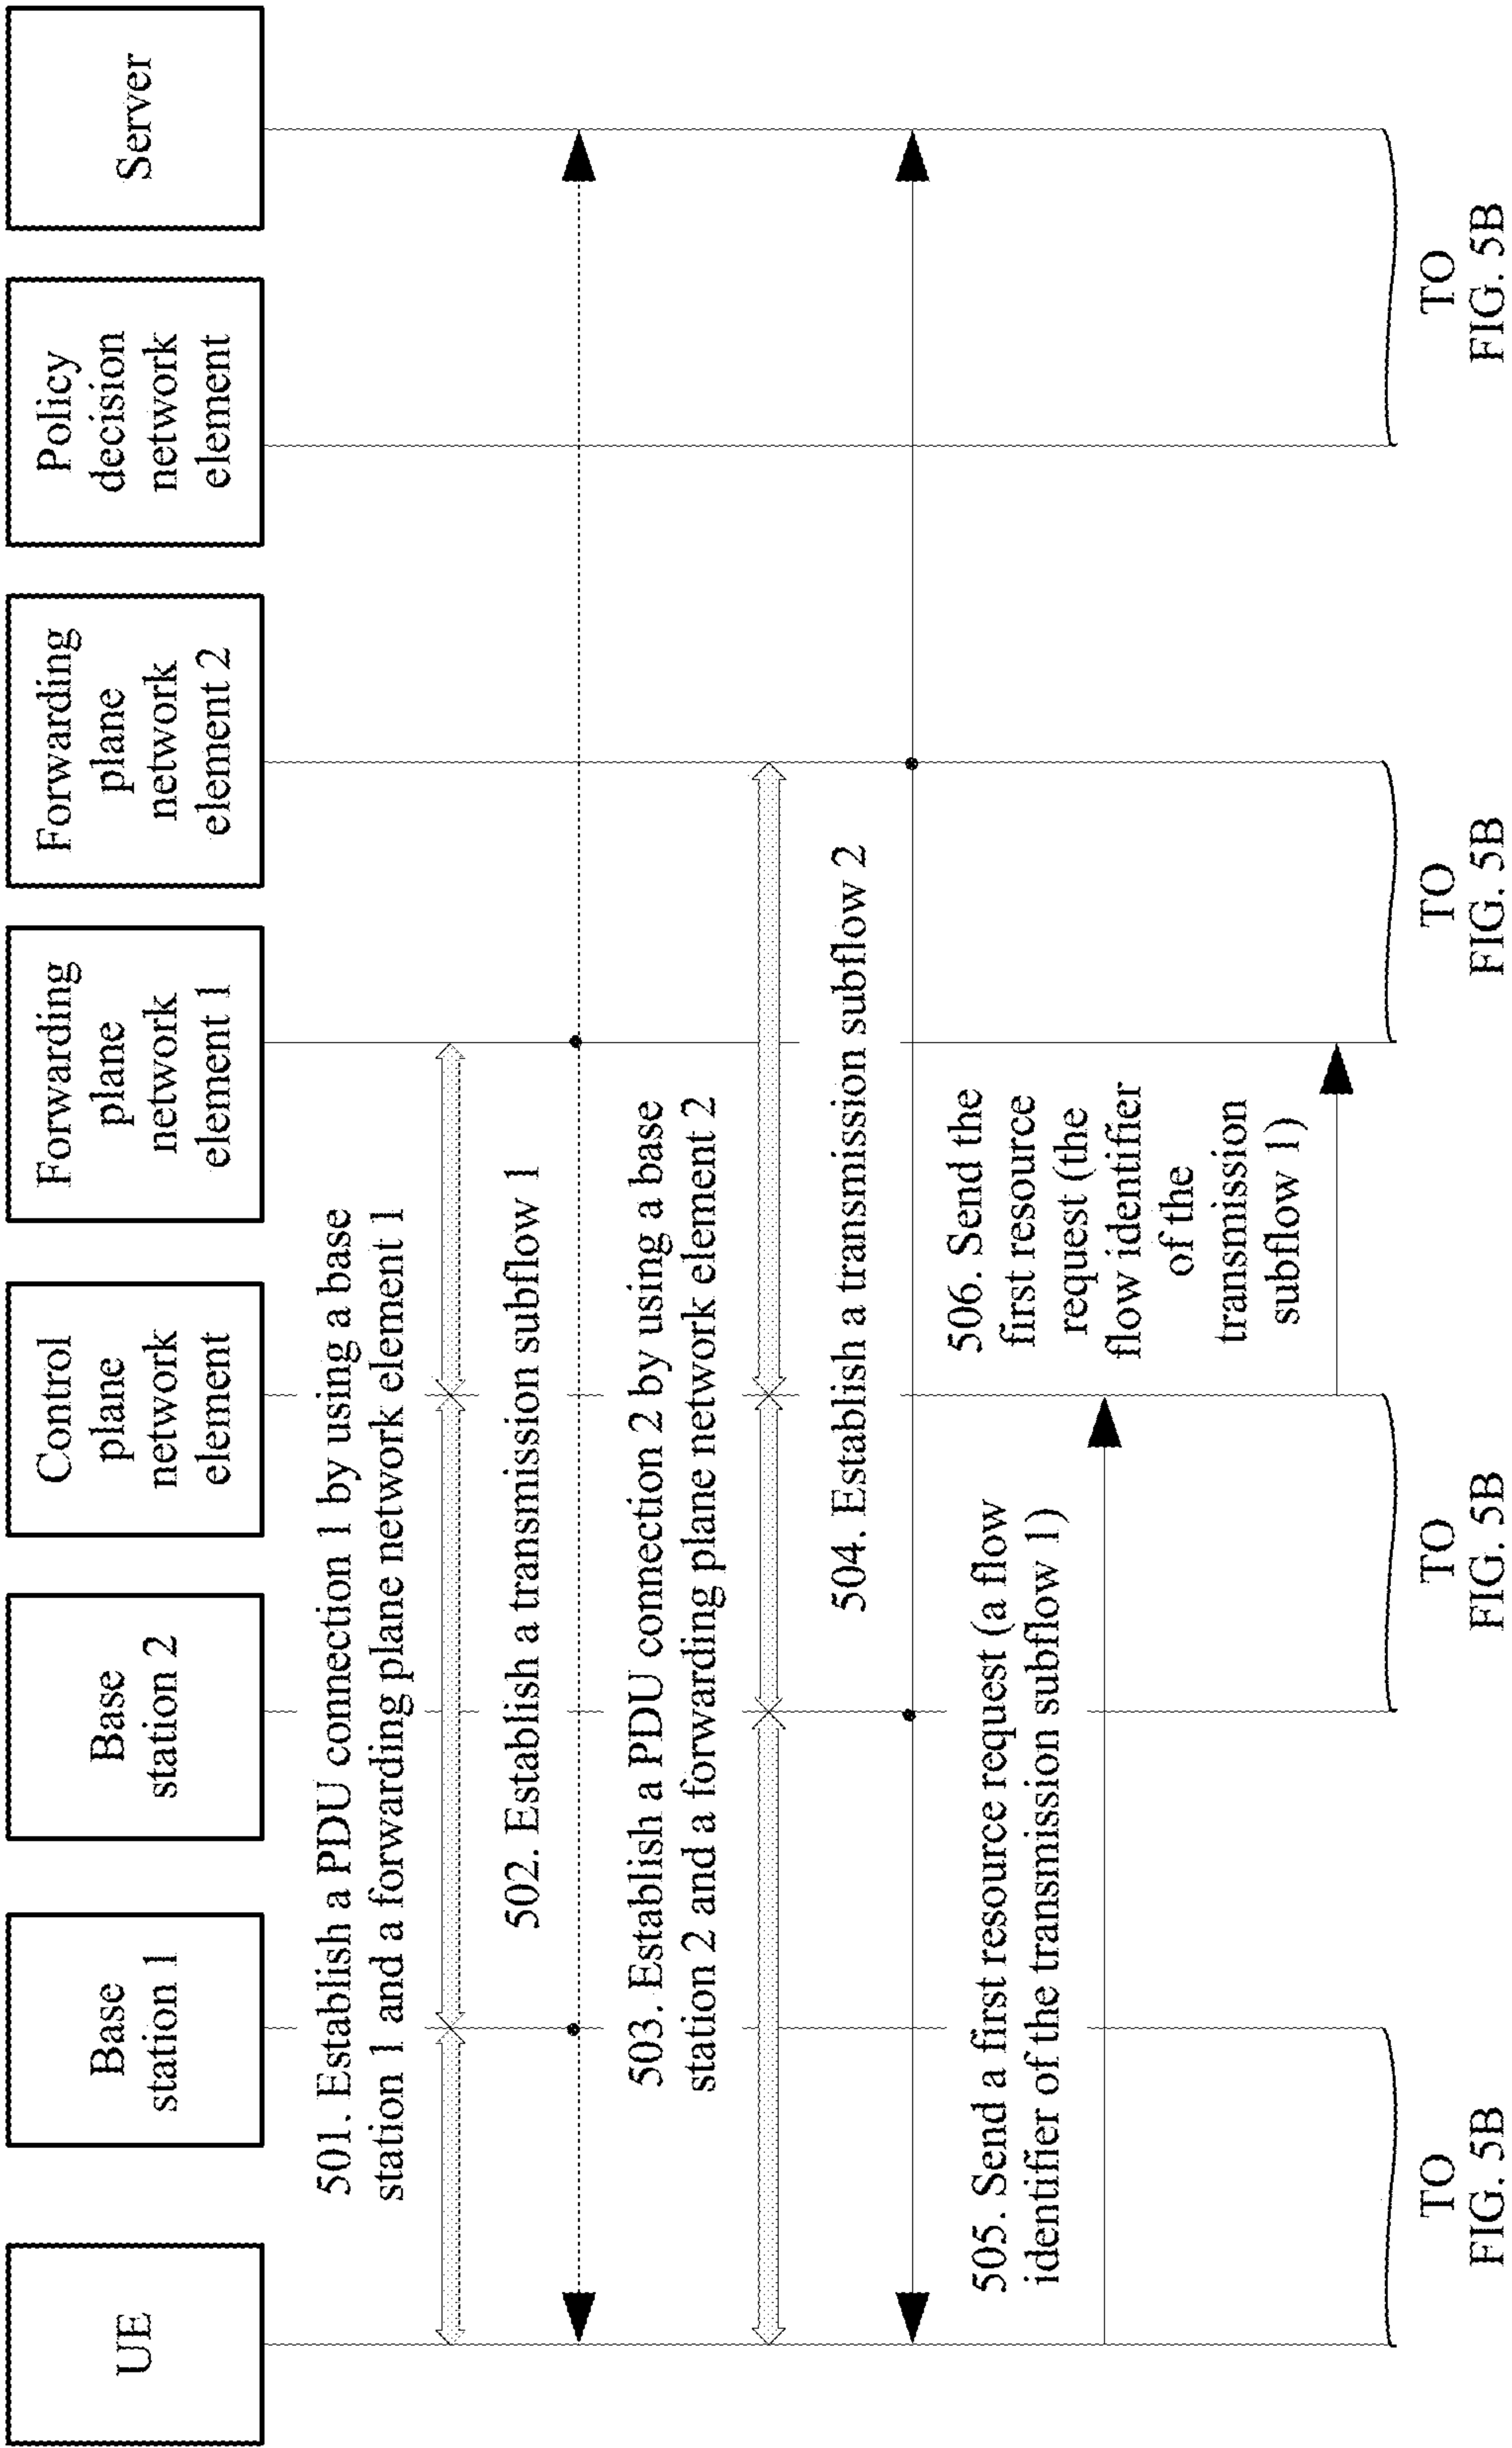 UE
Base
station 1
Base
station 2
Control
plane
network
element
Forwarding
plane
network
element 1
Forwarding
plane
network
element 2
Policy
decision
network
element
Server
501. Establish a PDU connection 1 by using a base
station 1 and a forwarding plane network element 1
502. Establish a transmission subflow 1
503. Establish a PDU connection 2 by using a base
station 2 and a forwarding plane network element 2
504. Establish a transmission subflow 2
505. Send a first resource request (a flow
identifier of the transmission subflow 1)
506. Send the
first resource
request (the
flow identifier
of the
transmission
subflow 1)
TO
FIG. 5B
TO
FIG. 5B
TO
FIG. 5B
TO
FIG. 5B